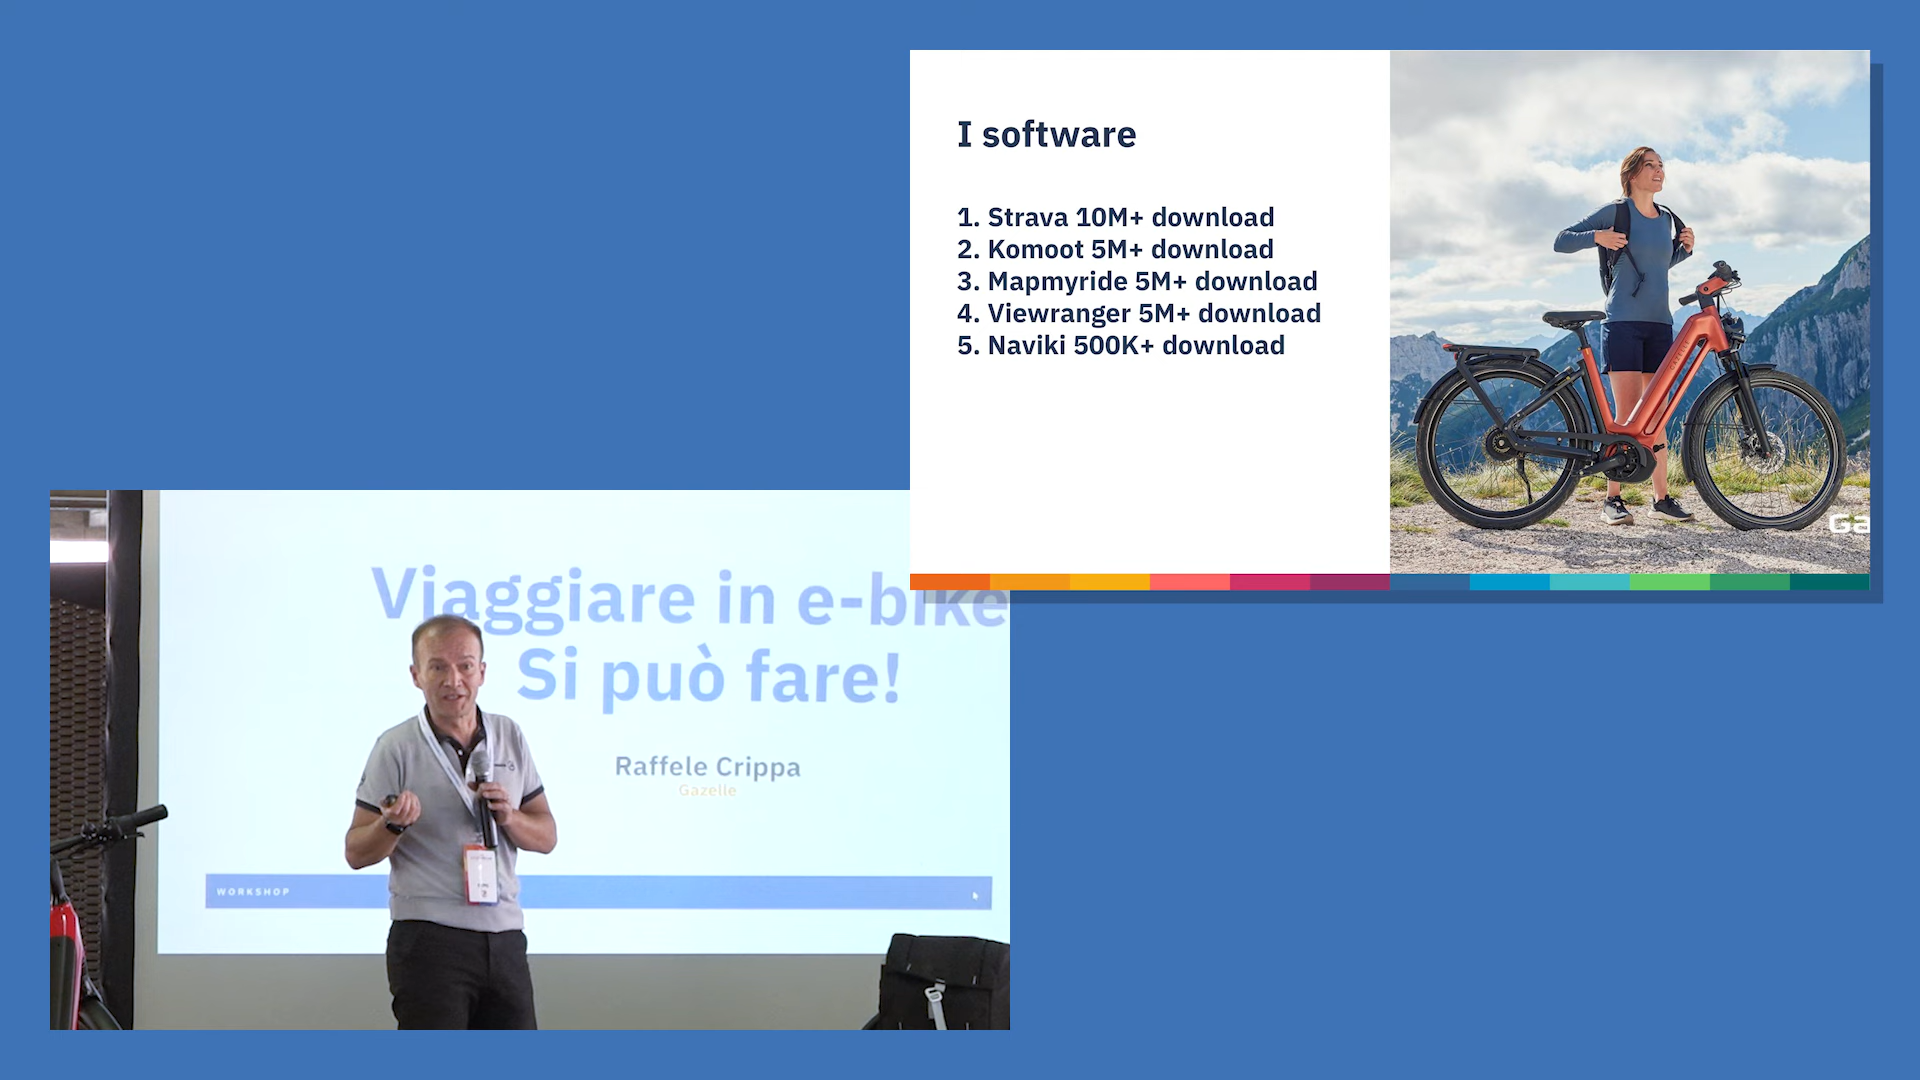 I software
1. Strava 10M+ download
2. Komoot 5M+ download
3. Mapmyride 5M+ download
4. Viewranger 5M+ download
5. Naviki 500K+ download
Ga
Viaggiare in e-bike
Si può fare!
Raffele Crippa
Gazelle
WORKSHOP